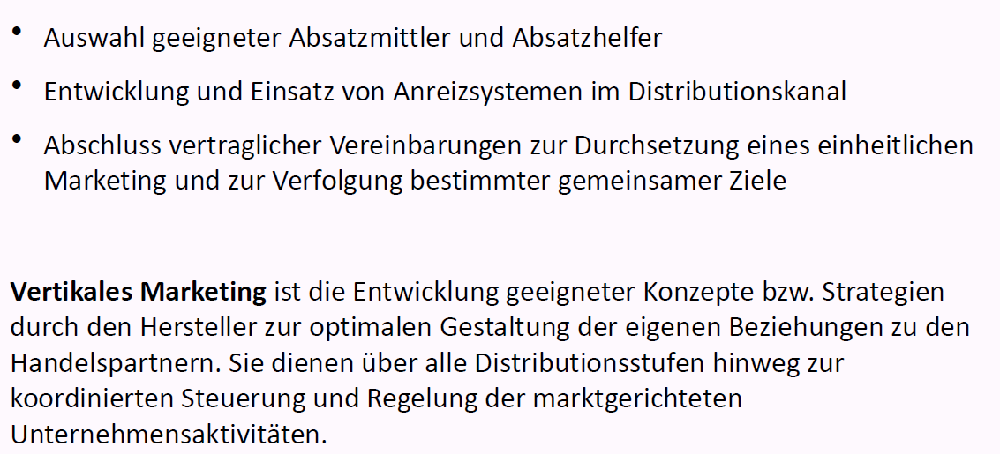 • Auswahl geeigneter Absatzmittler und Absatzhelfer
• Entwicklung und Einsatz von Anreizsystemen im Distributionskanal
• Abschluss vertraglicher Vereinbarungen zur Durchsetzung eines einheitlichen
Marketing und zur Verfolgung bestimmter gemeinsamer Ziele
Vertikales Marketing ist die Entwicklung geeigneter Konzepte bzw. Strategien
durch den Hersteller zur optimalen Gestaltung der eigenen Beziehungen zu den
Handelspartnern. Sie dienen über alle Distributionsstufen hinweg zur
koordinierten Steuerung und Regelung der marktgerichteten
Unternehmensaktivitäten.